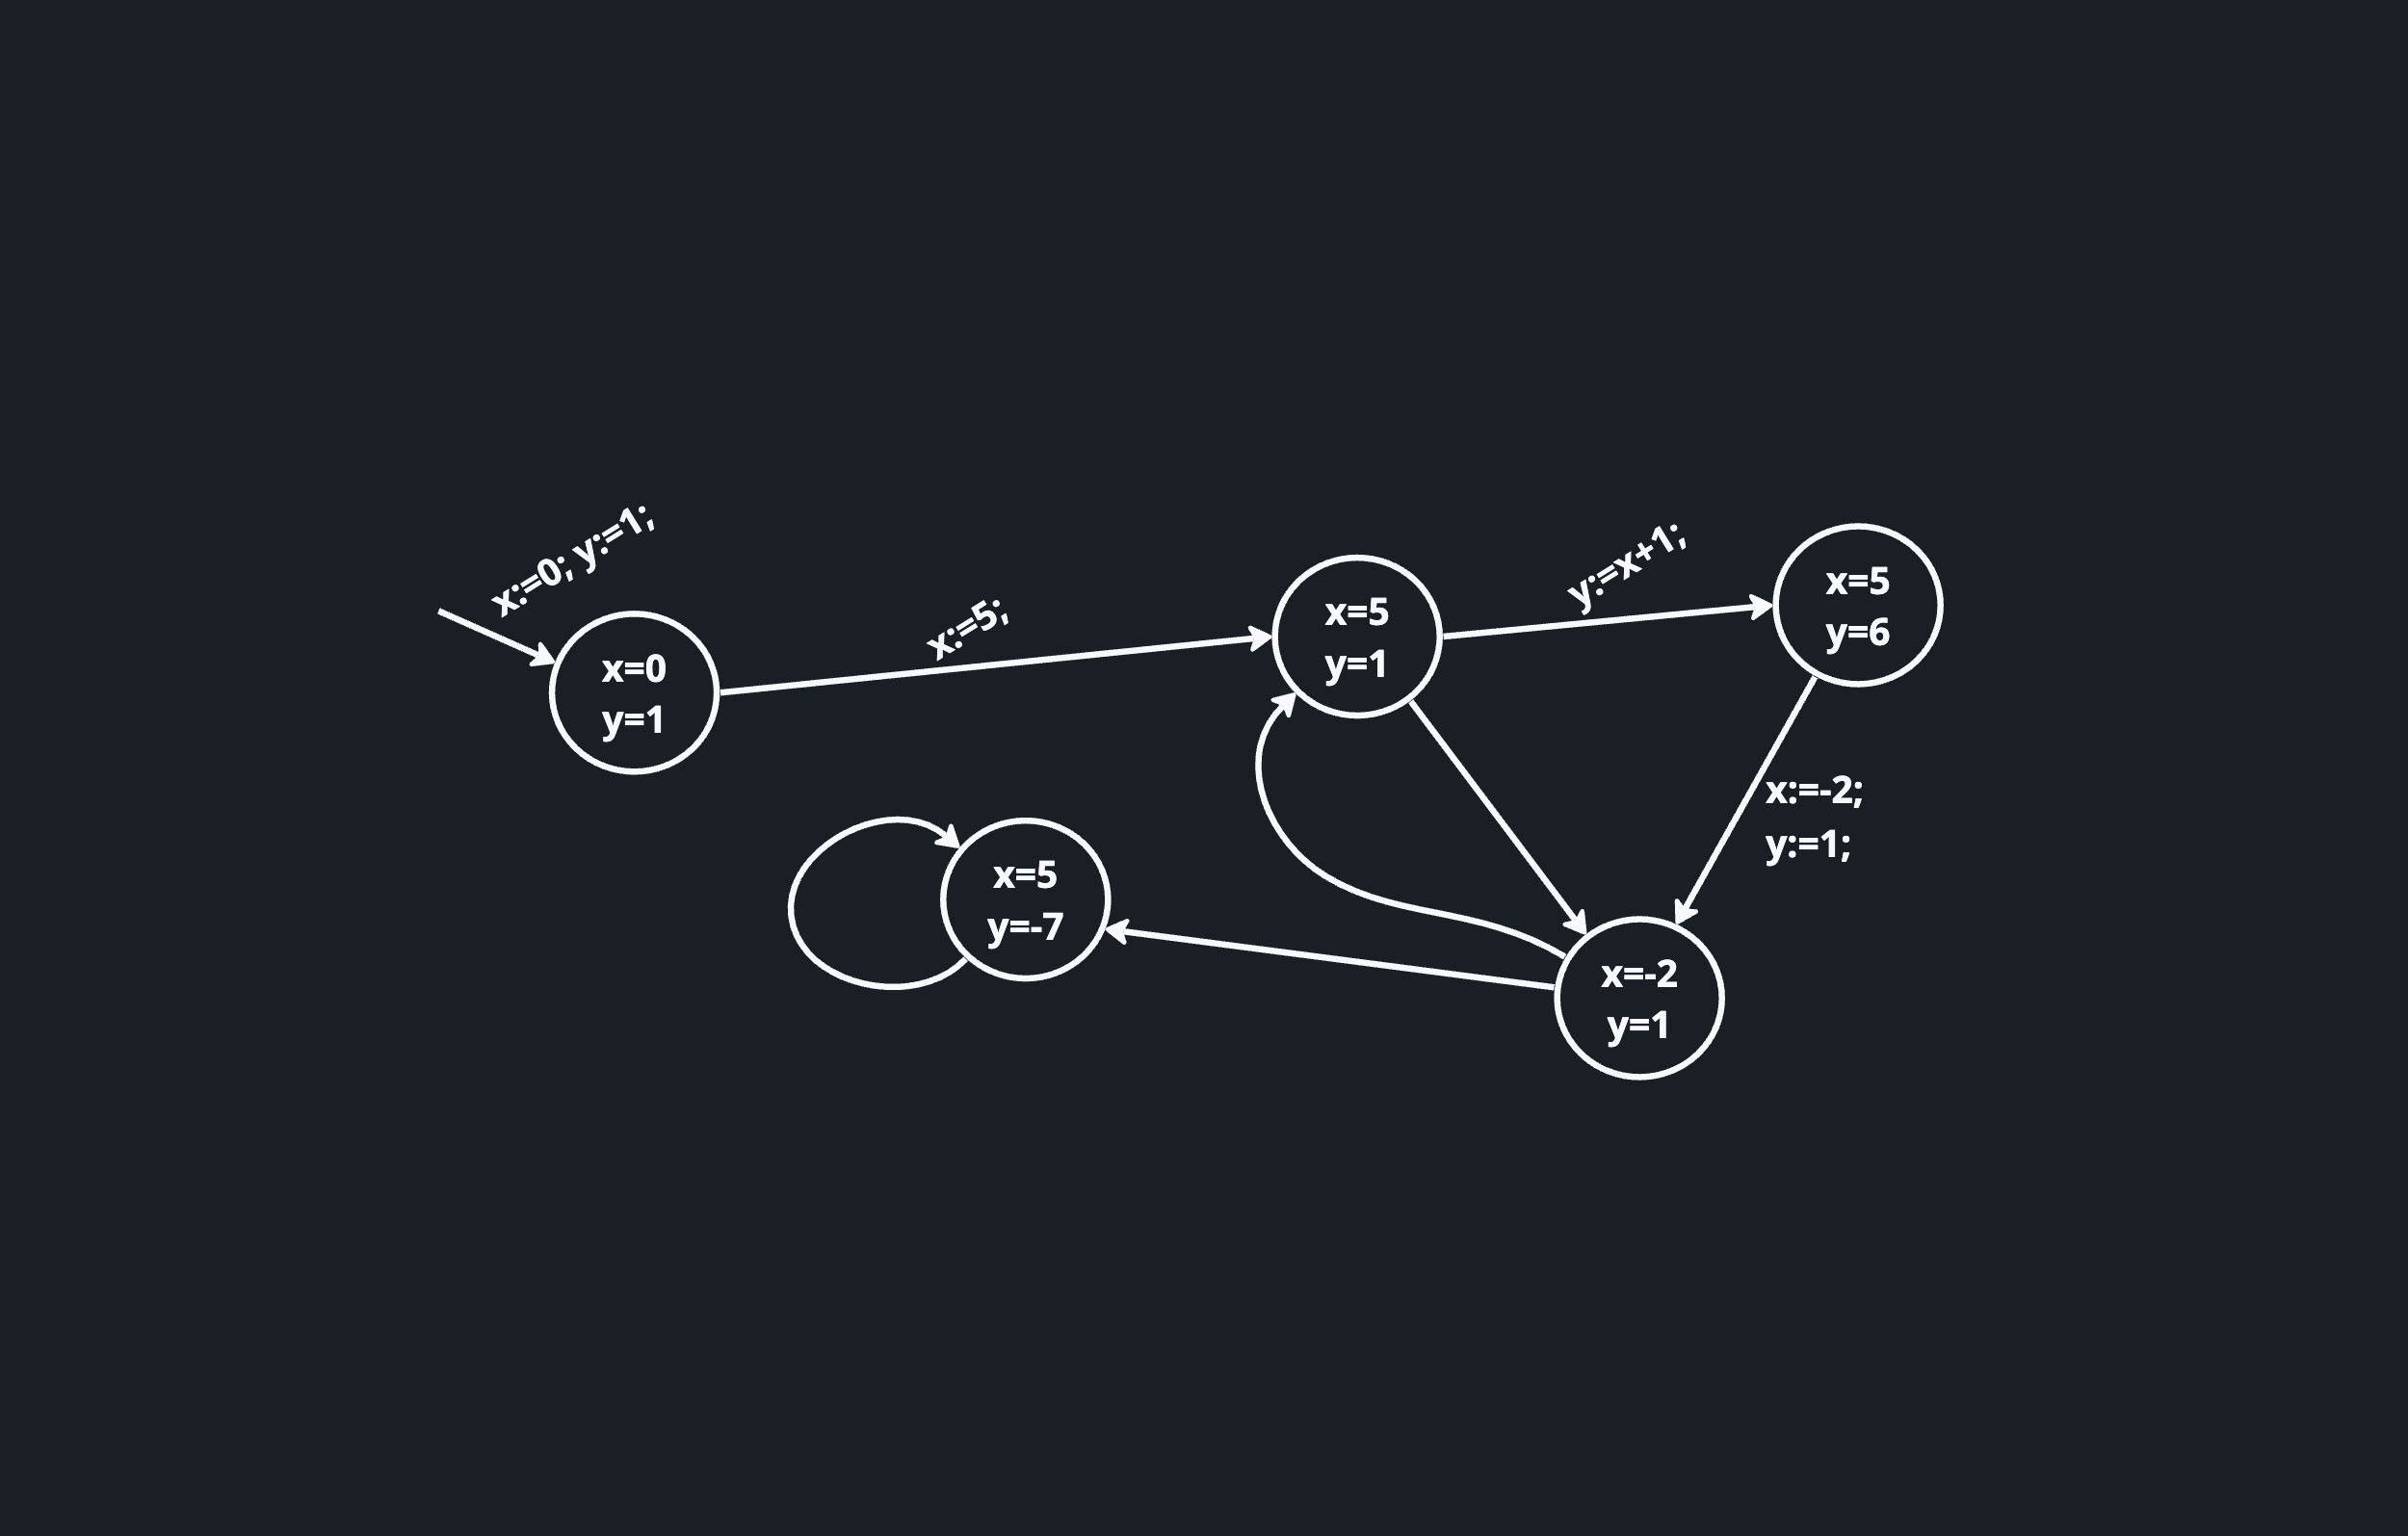 x:=0; y:=1;
x=0
y=1
x:=5;
x=5
y=1
y:=x+1;
x=5
y=6
x:=-2;
y:=1;
x=5
y=-7
x=-2
y=1